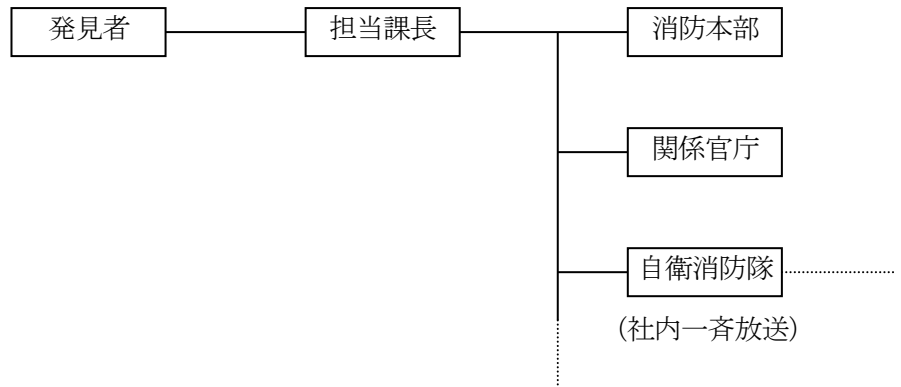 発見者
担当課長
消防本部
関係官庁
自衛消防隊
(社内一斉放送)